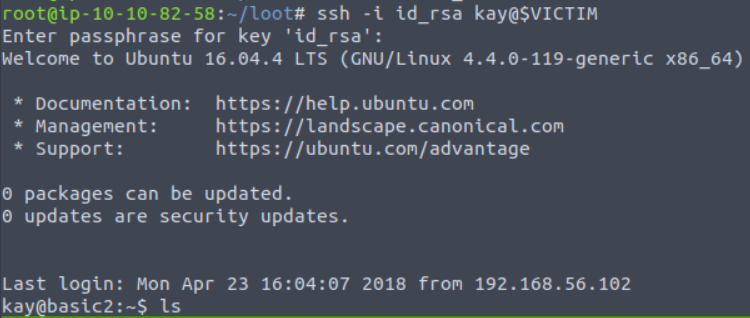 root@ip-10-10-82-58:~/loot# ssh -i id_rsa kay@$VICTIM
Enter passphrase for key 'id_rsa':
Welcome to Ubuntu 16.04.4 LTS (GNU/Linux 4.4.0-119-generic x86_64)
* Documentation:  https://help.ubuntu.com
* Management:     https://landscape.canonical.com
* Support:        https://ubuntu.com/advantage
0 packages can be updated.
0 updates are security updates.
Last login: Mon Apr 23 16:04:07 2018 from 192.168.56.102
kay@basic2:~$ ls